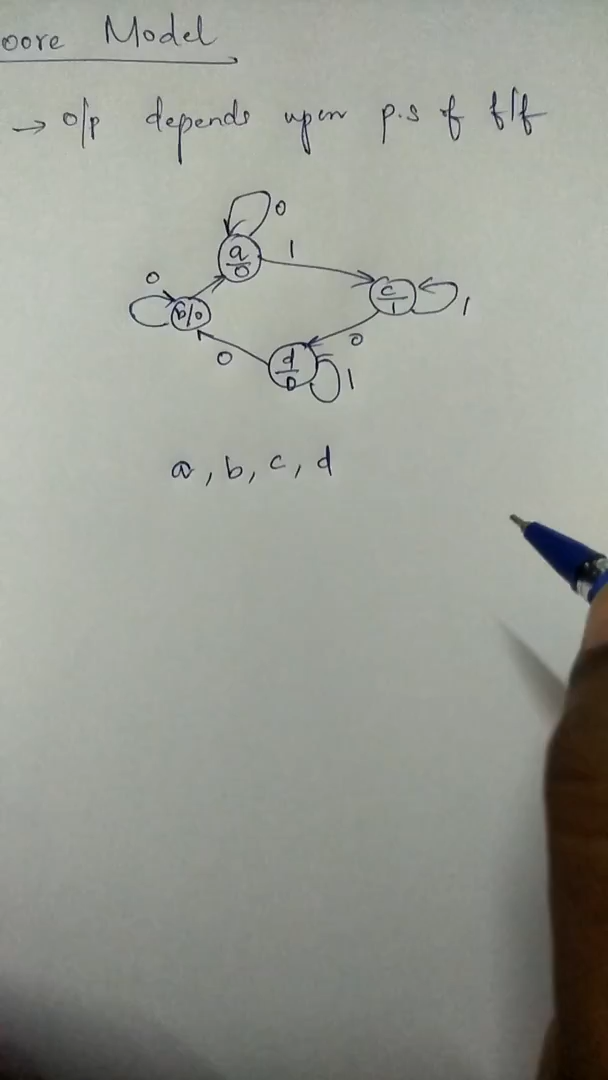 oore Model
→ o/p depends upon p.s of f/f
0
a/0
1
0
b/0
c/1
1
0
0
d/0
1
a, b, c, d